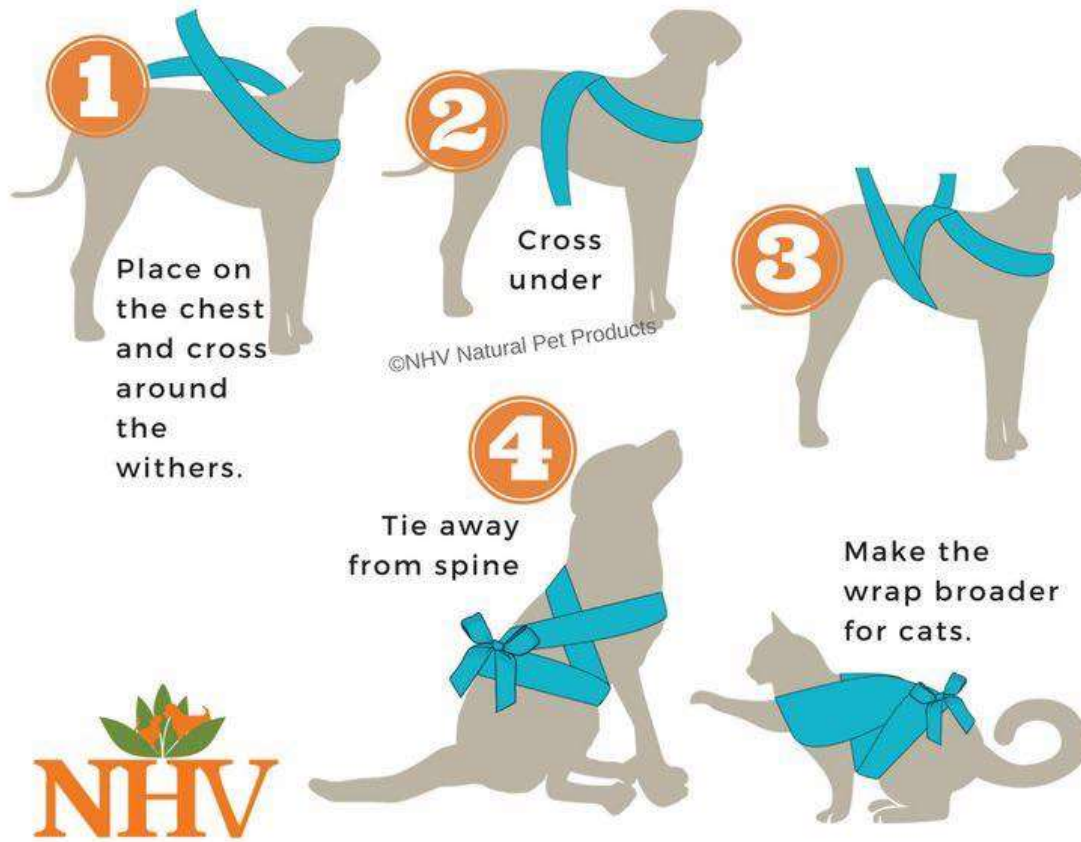 1
Place on
the chest
and cross
around
the
withers.
2
Cross
under
3
©NHV Natural Pet Products
4
Tie away
from spine
Make the
wrap broader
for cats.
NHV